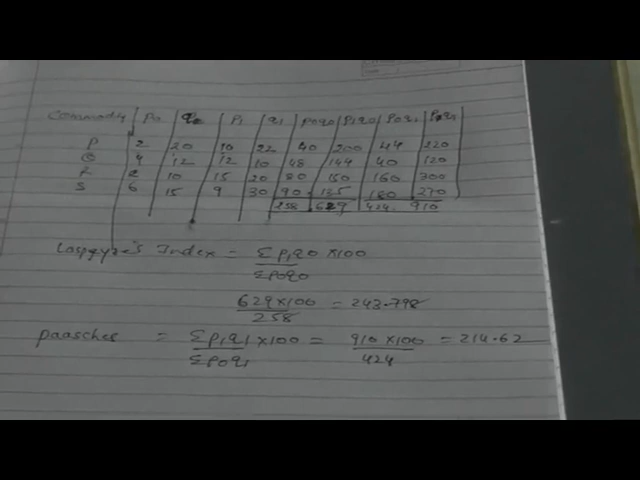 Commodity P0 q0 P1 q1 P0q0 P1q0 P0q1 P1q1
P 2 20 10 22 40 200 44 220
Q 4 12 12 10 48 144 40 120
R 8 10 15 20 80 150 160 300
S 6 15 9 30 90 135 180 270
258 629 424 910
Laspeyre's Index = Σp1q0 ×100
Σp0q0
629×100 = 243.798
258
Paasches = Σp1q1 ×100 = 910×100 = 214.62
Σp0q1 424